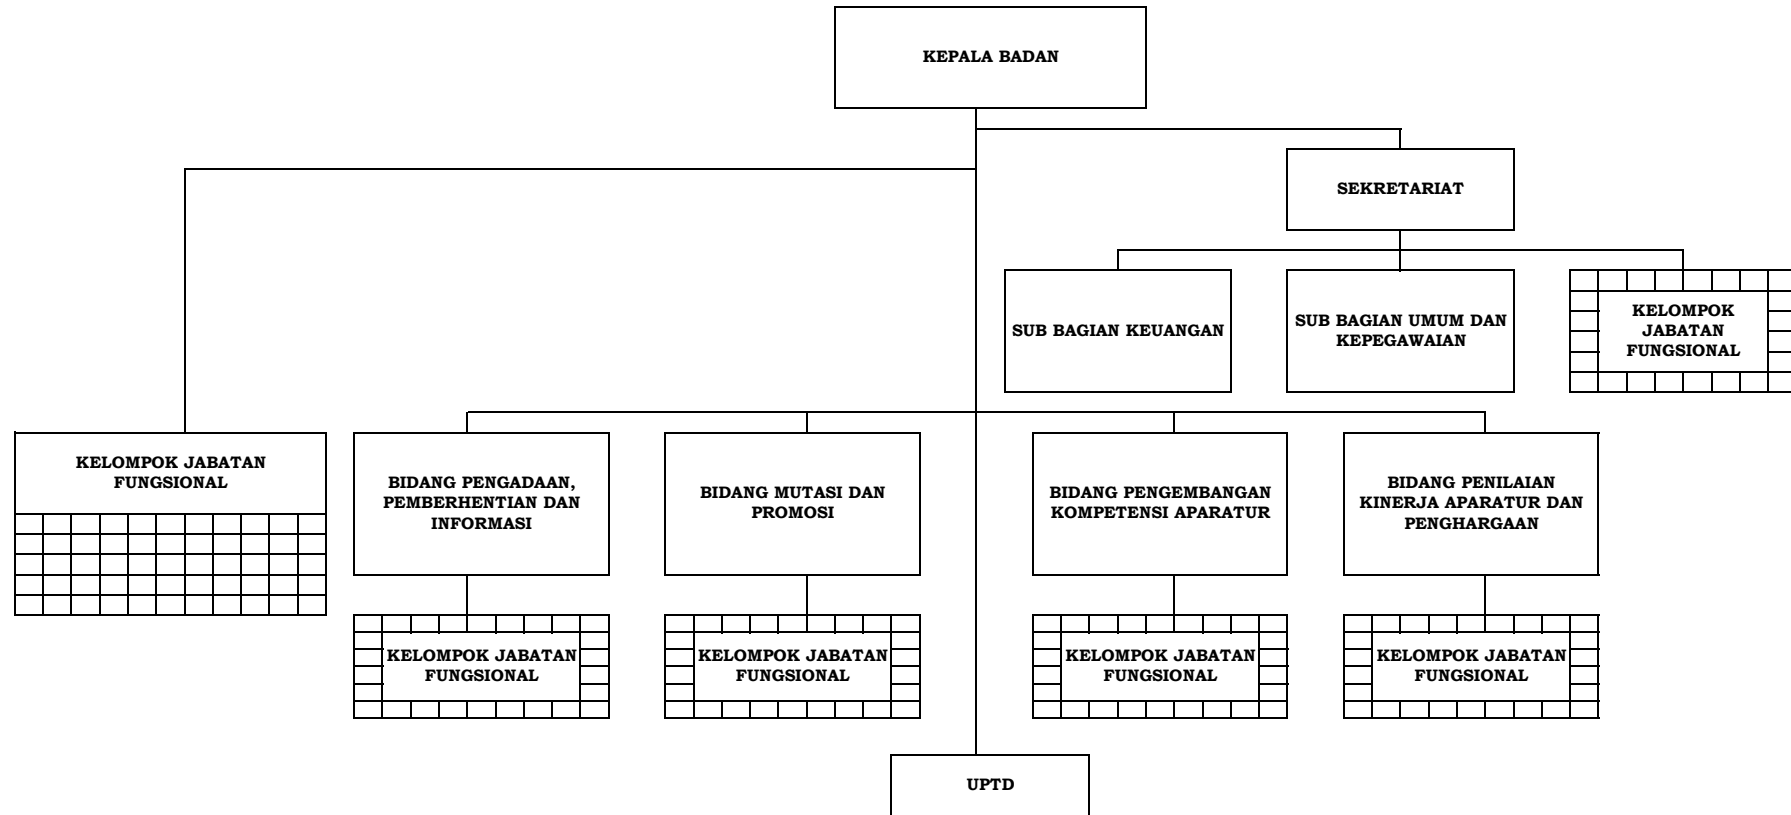 KEPALA BADAN
SEKRETARIAT
SUB BAGIAN KEUANGAN
SUB BAGIAN UMUM DAN
KEPEGAWAIAN
KELOMPOK
JABATAN
FUNGSIONAL
KELOMPOK JABATAN
FUNGSIONAL
BIDANG PENGADAAN,
PEMBERHENTIAN DAN
INFORMASI
BIDANG MUTASI DAN
PROMOSI
BIDANG PENGEMBANGAN
KOMPETENSI APARATUR
BIDANG PENILAIAN
KINERJA APARATUR DAN
PENGHARGAAN
KELOMPOK JABATAN
FUNGSIONAL
KELOMPOK JABATAN
FUNGSIONAL
KELOMPOK JABATAN
FUNGSIONAL
KELOMPOK JABATAN
FUNGSIONAL
UPTD